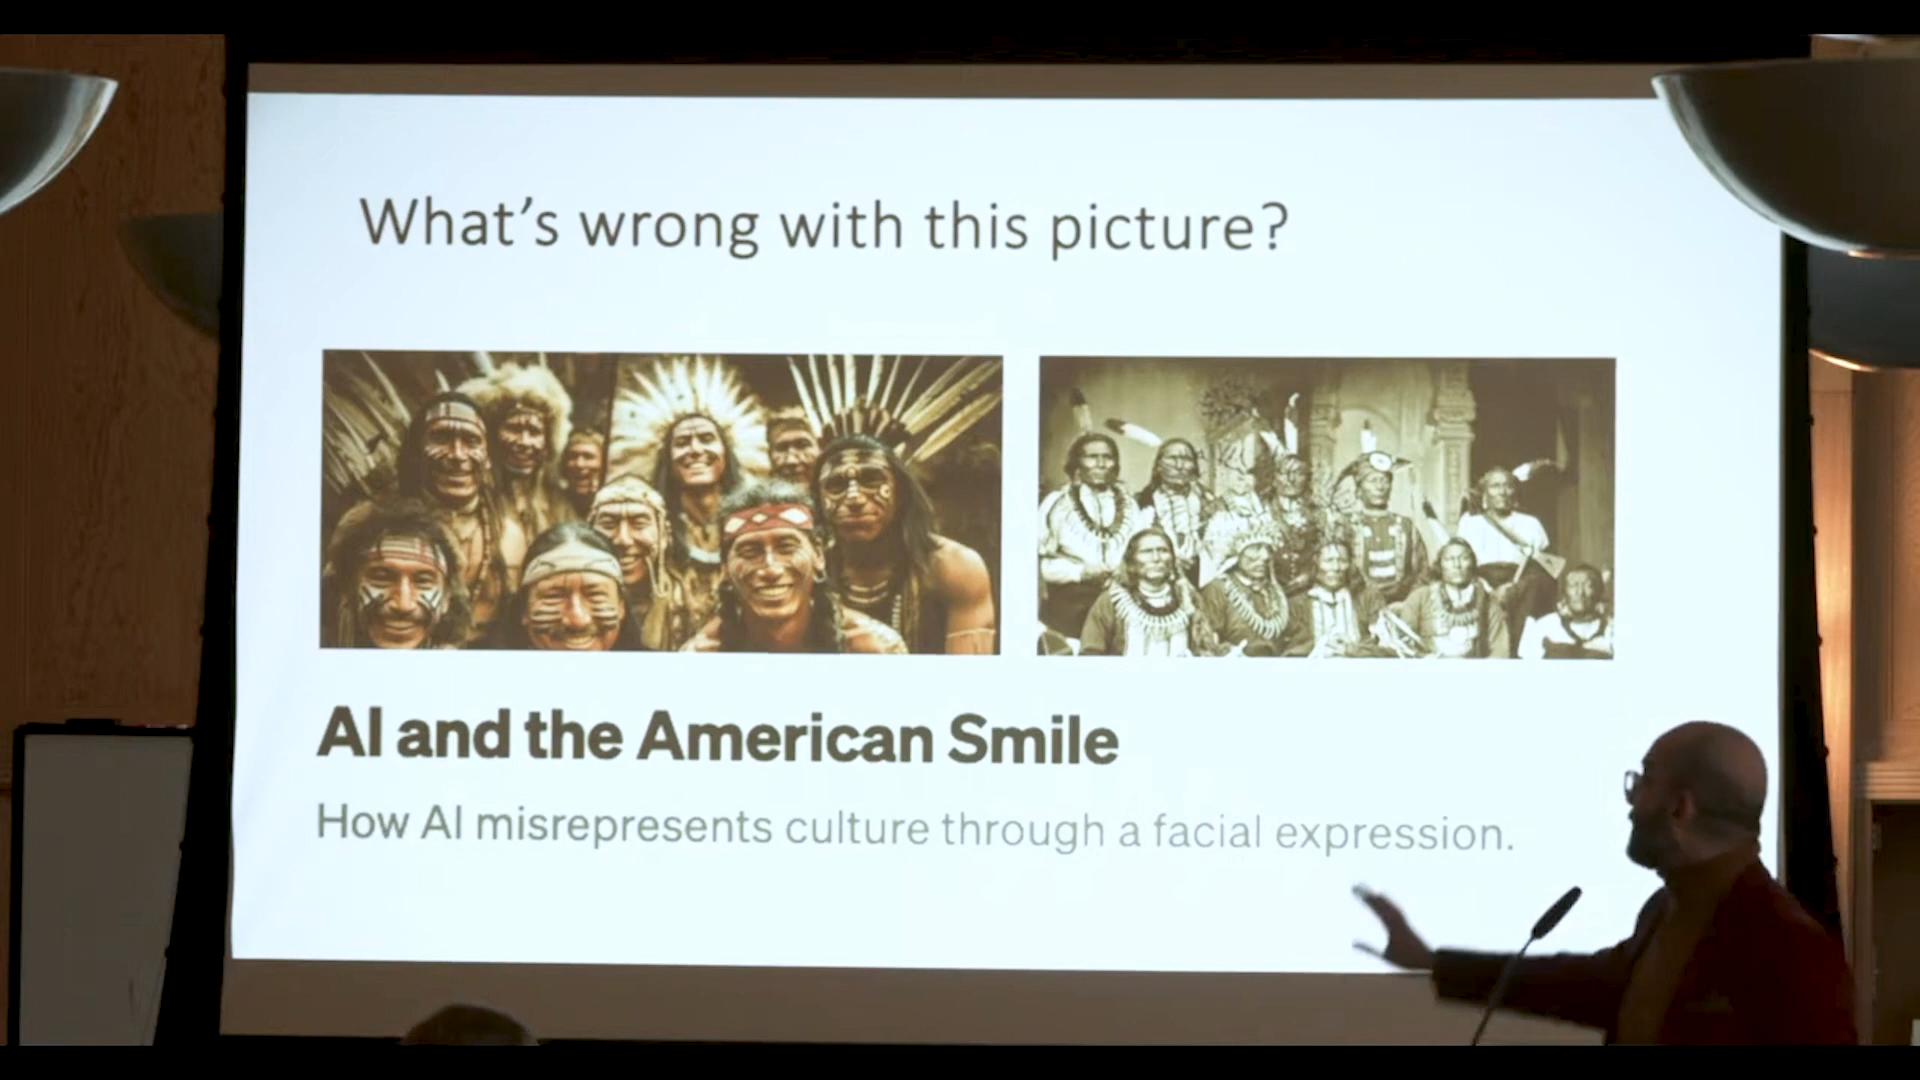 What's wrong with this picture?
AI and the American Smile
How AI misrepresents culture through a facial expression.